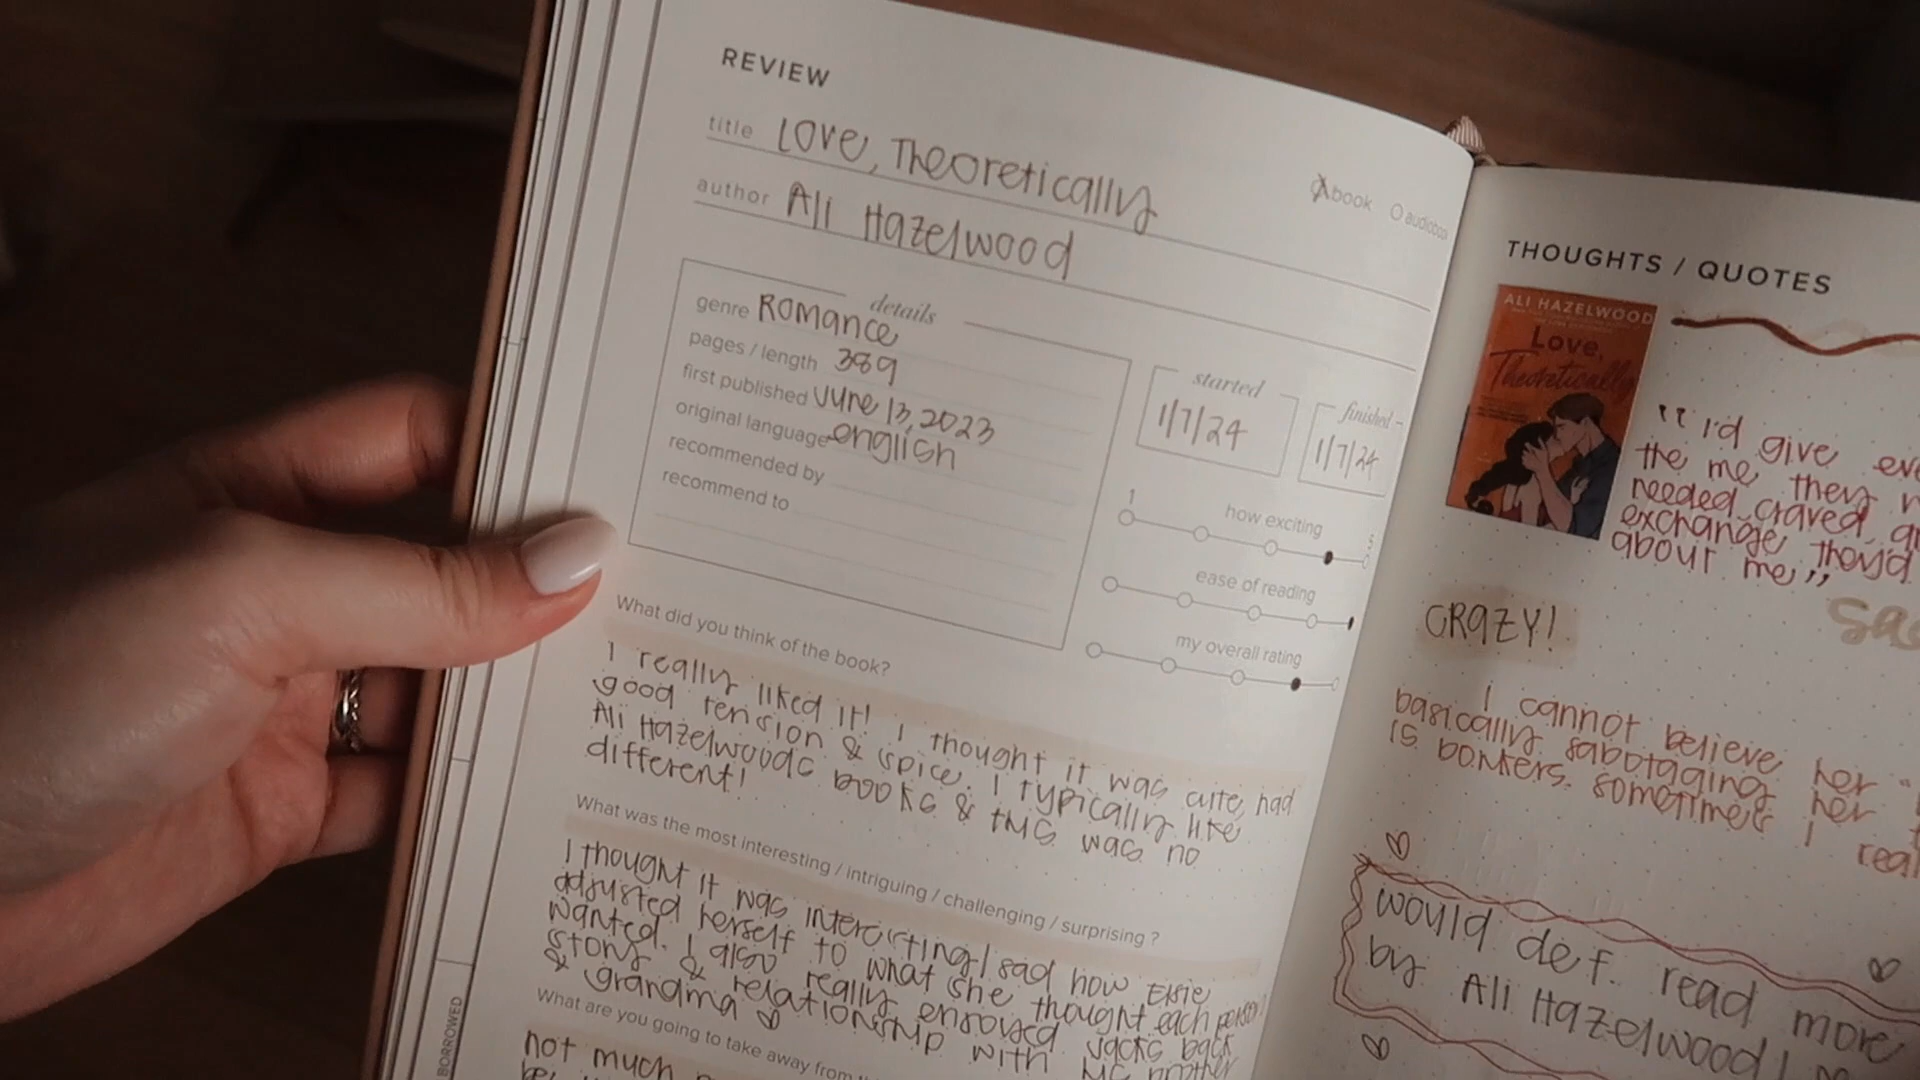 REVIEW
title Love, Theoretically
author Ali Hazelwood
book audiobook
details
genre Romance
pages / length 389
first published June 13, 2023
original language english
recommended by
recommend to
started
1/7/24
finished
1/7/24
1
how exciting
5
ease of reading
my overall rating
What did you think of the book?
I really liked it! I thought it was cute, had
good tension & spice. I typically like
Ali Hazelwoods books & this was no
different!
What was the most interesting / intriguing / challenging / surprising ?
I thought it was interesting / sad how Elsie
adjusted herself to what she thought each person
wanted. I also really enjoyed Jacks back
story & relationship with his brother
& grandma
What are you going to take away from
not much
BORROWED
THOUGHTS / QUOTES
ALI HAZELWOOD
Love,
Theoretically
"I'd give
the me they
needed, craved,
exchange they'd
about me"
CRAZY!
I cannot believe her
basically sabotaging her
is bonkers. sometimes I
would def. read more
by Ali Hazelwood!